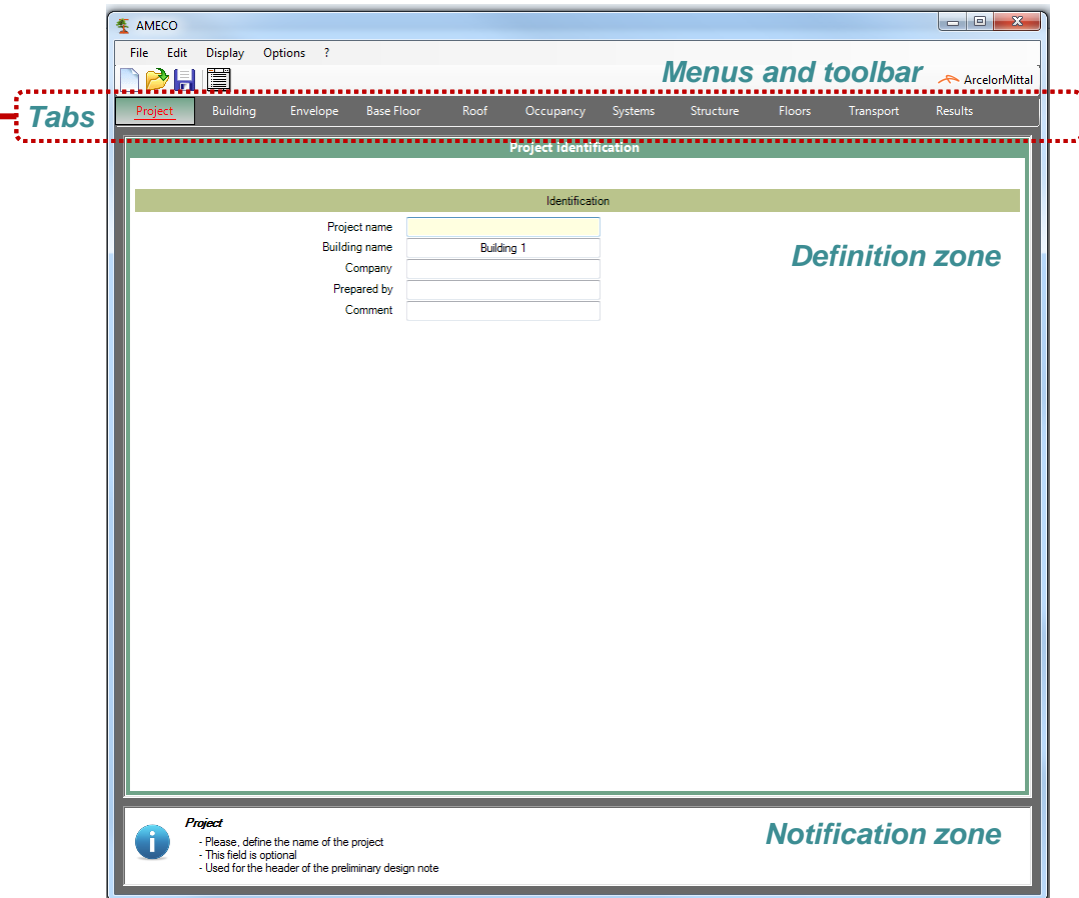 AMECO
File Edit Display Options ?
Menus and toolbar
ArcelorMittal
Tabs
Project Building Envelope Base Floor Roof Occupancy Systems Structure Floors Transport Results
Project identification
Identification
Project name
Building name Building 1
Definition zone
Company
Prepared by
Comment
Project
- Please, define the name of the project
- This field is optional
- Used for the header of the preliminary design note
Notification zone